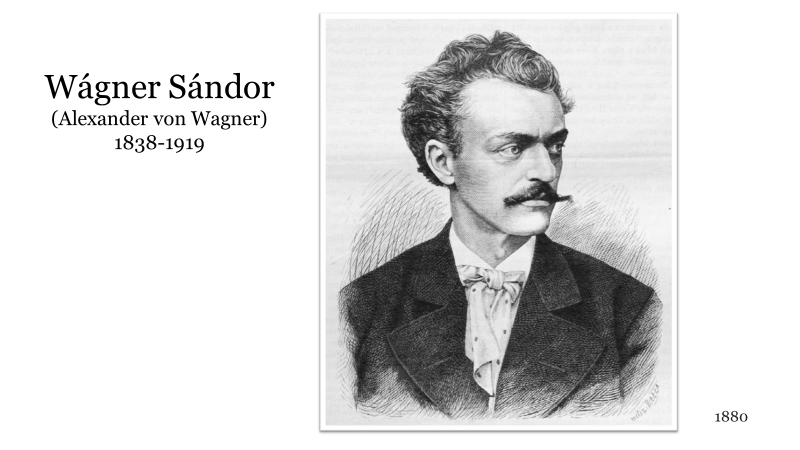 Wágner Sándor
(Alexander von Wagner)
1838-1919
1880